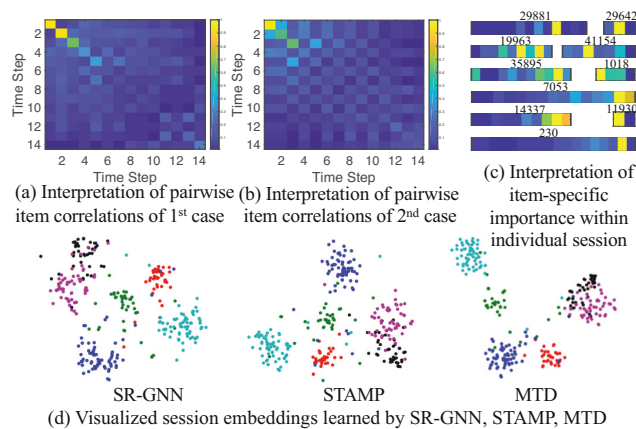 2
4
6
8
10
12
14
Time Step
2 4 6 8 10 12 14
Time Step
2
4
6
8
10
12
14
Time Step
2 4 6 8 10 12 14
Time Step
29881 29642
19963 41154
35895 1018
7053
14337 11930
230
(a) Interpretation of pairwise
item correlations of 1st case
(b) Interpretation of pairwise
item correlations of 2nd case
(c) Interpretation of
item-specific
importance within
individual session
SR-GNN STAMP MTD
(d) Visualized session embeddings learned by SR-GNN, STAMP, MTD